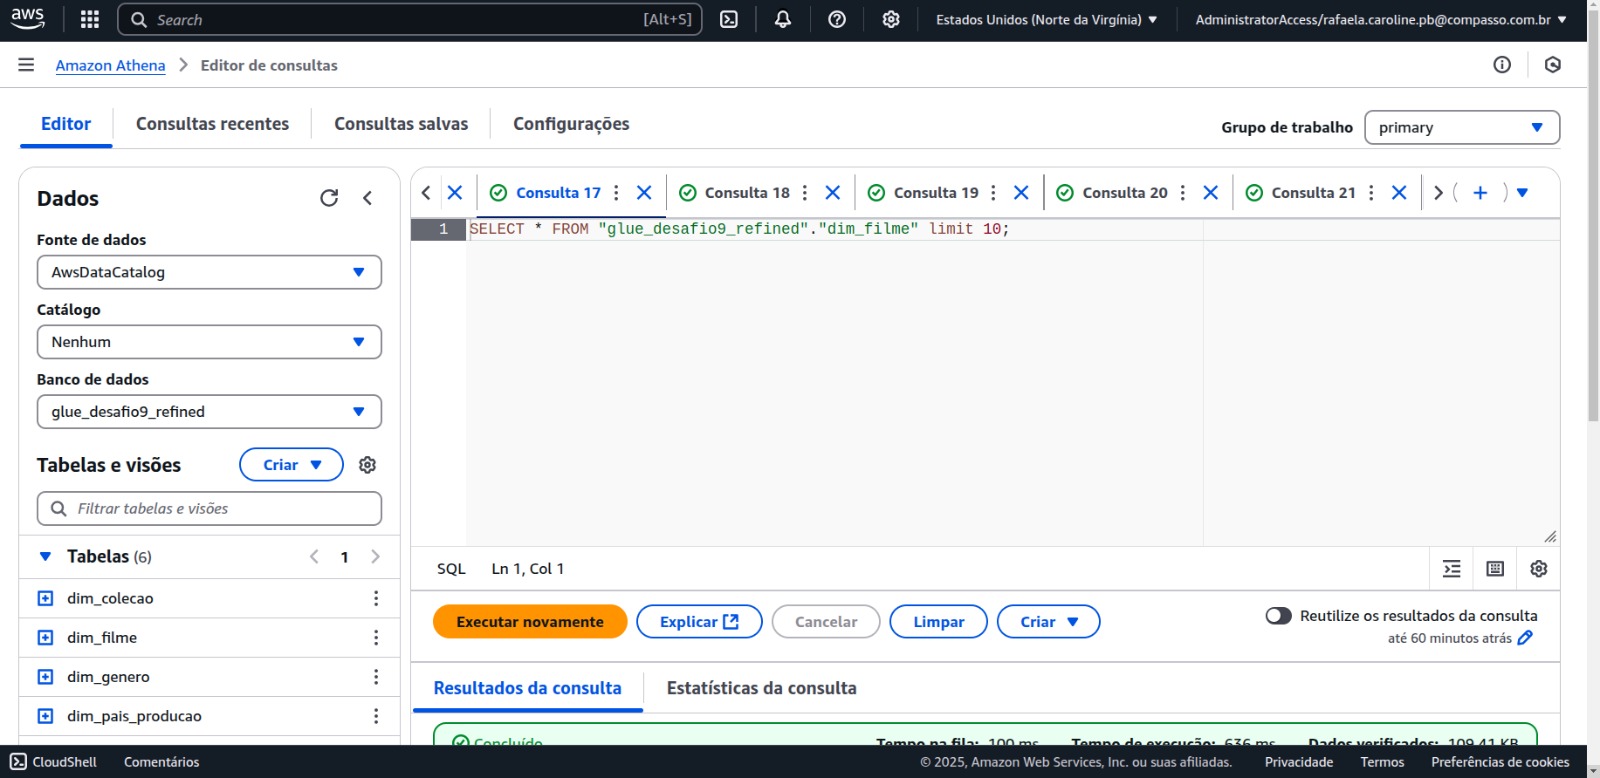 aws Search [Alt+S] Estados Unidos (Norte da Virgínia) AdministratorAccess/rafaela.caroline.pb@compasso.com.br
Amazon Athena > Editor de consultas
Editor Consultas recentes Consultas salvas Configurações Grupo de trabalho primary
Dados
Fonte de dados
AwsDataCatalog
Catálogo
Nenhum
Banco de dados
glue_desafio9_refined
Tabelas e visões Criar
Filtrar tabelas e visões
Tabelas (6) 1
dim_colecao
dim_filme
dim_genero
dim_pais_producao
Consulta 17 Consulta 18 Consulta 19 Consulta 20 Consulta 21
1 SELECT * FROM "glue_desafio9_refined"."dim_filme" limit 10;
SQL Ln 1, Col 1
Executar novamente Explicar Cancelar Limpar Criar Reutilize os resultados da consulta
até 60 minutos atrás
Resultados da consulta Estatísticas da consulta
Concluído Tempo na fila: 100 ms Tempo de execução: 636 ms Dados verificados: 109.41 KB
CloudShell Comentários © 2025, Amazon Web Services, Inc. ou suas afiliadas. Privacidade Termos Preferências de cookies